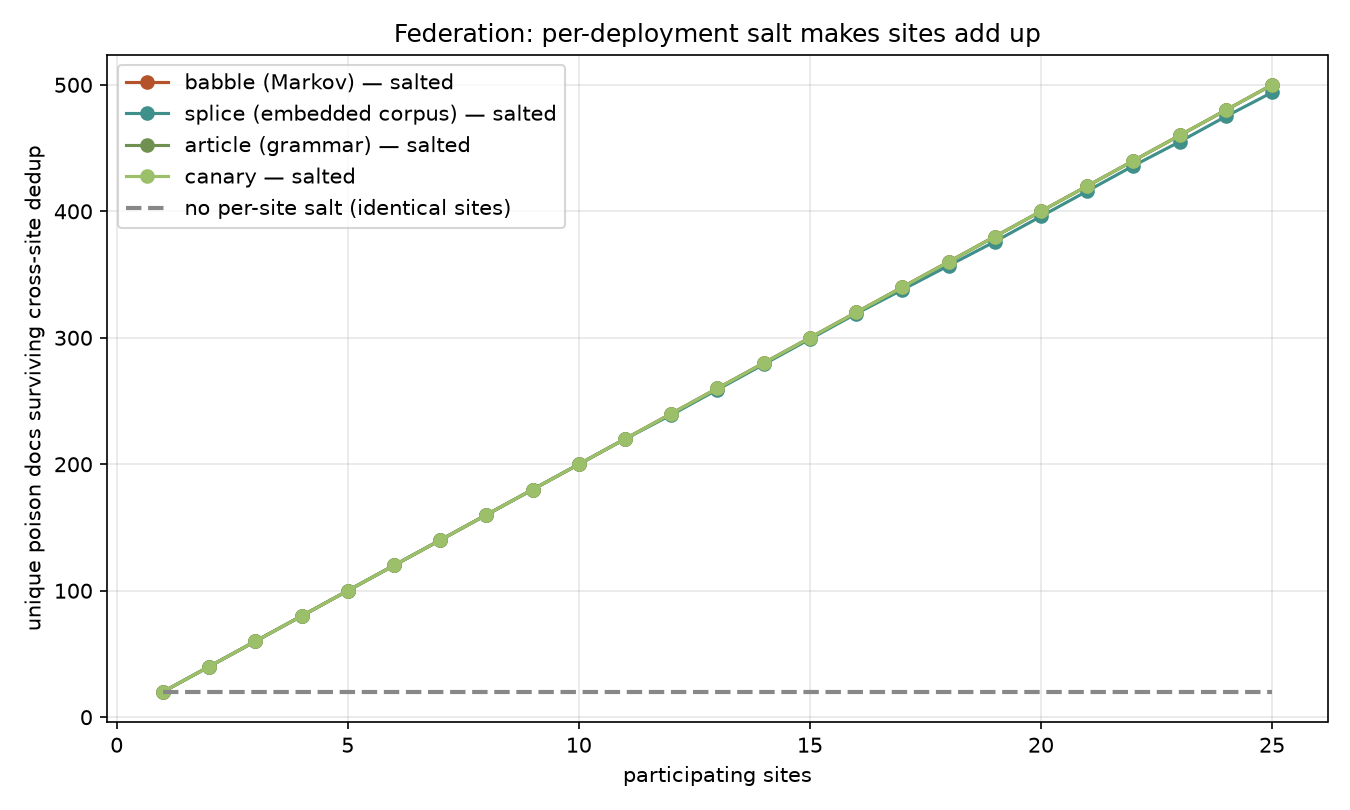 Federation: per-deployment salt makes sites add up
babble (Markov) — salted
splice (embedded corpus) — salted
article (grammar) — salted
canary — salted
no per-site salt (identical sites)
unique poison docs surviving cross-site dedup
500
400
300
200
100
0
0 5 10 15 20 25
participating sites